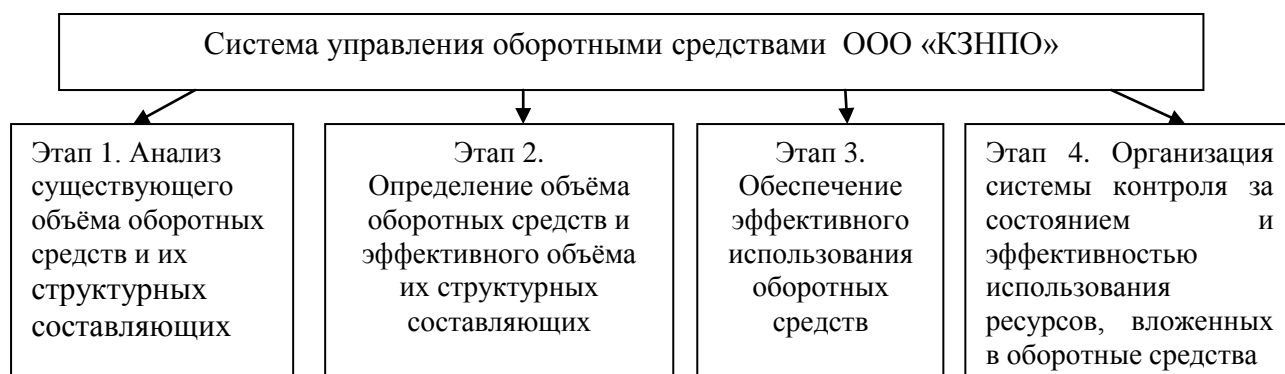 Система управления оборотными средствами ООО «КЗНПО»
Этап 1. Анализ
существующего
объёма оборотных
средств и их
структурных
составляющих
Этап 2.
Определение объёма
оборотных средств и
эффективного объёма
их структурных
составляющих
Этап 3.
Обеспечение
эффективного
использования
оборотных
средств
Этап 4. Организация
системы контроля за
состоянием и
эффективностью
использования
ресурсов, вложенных
в оборотные средства